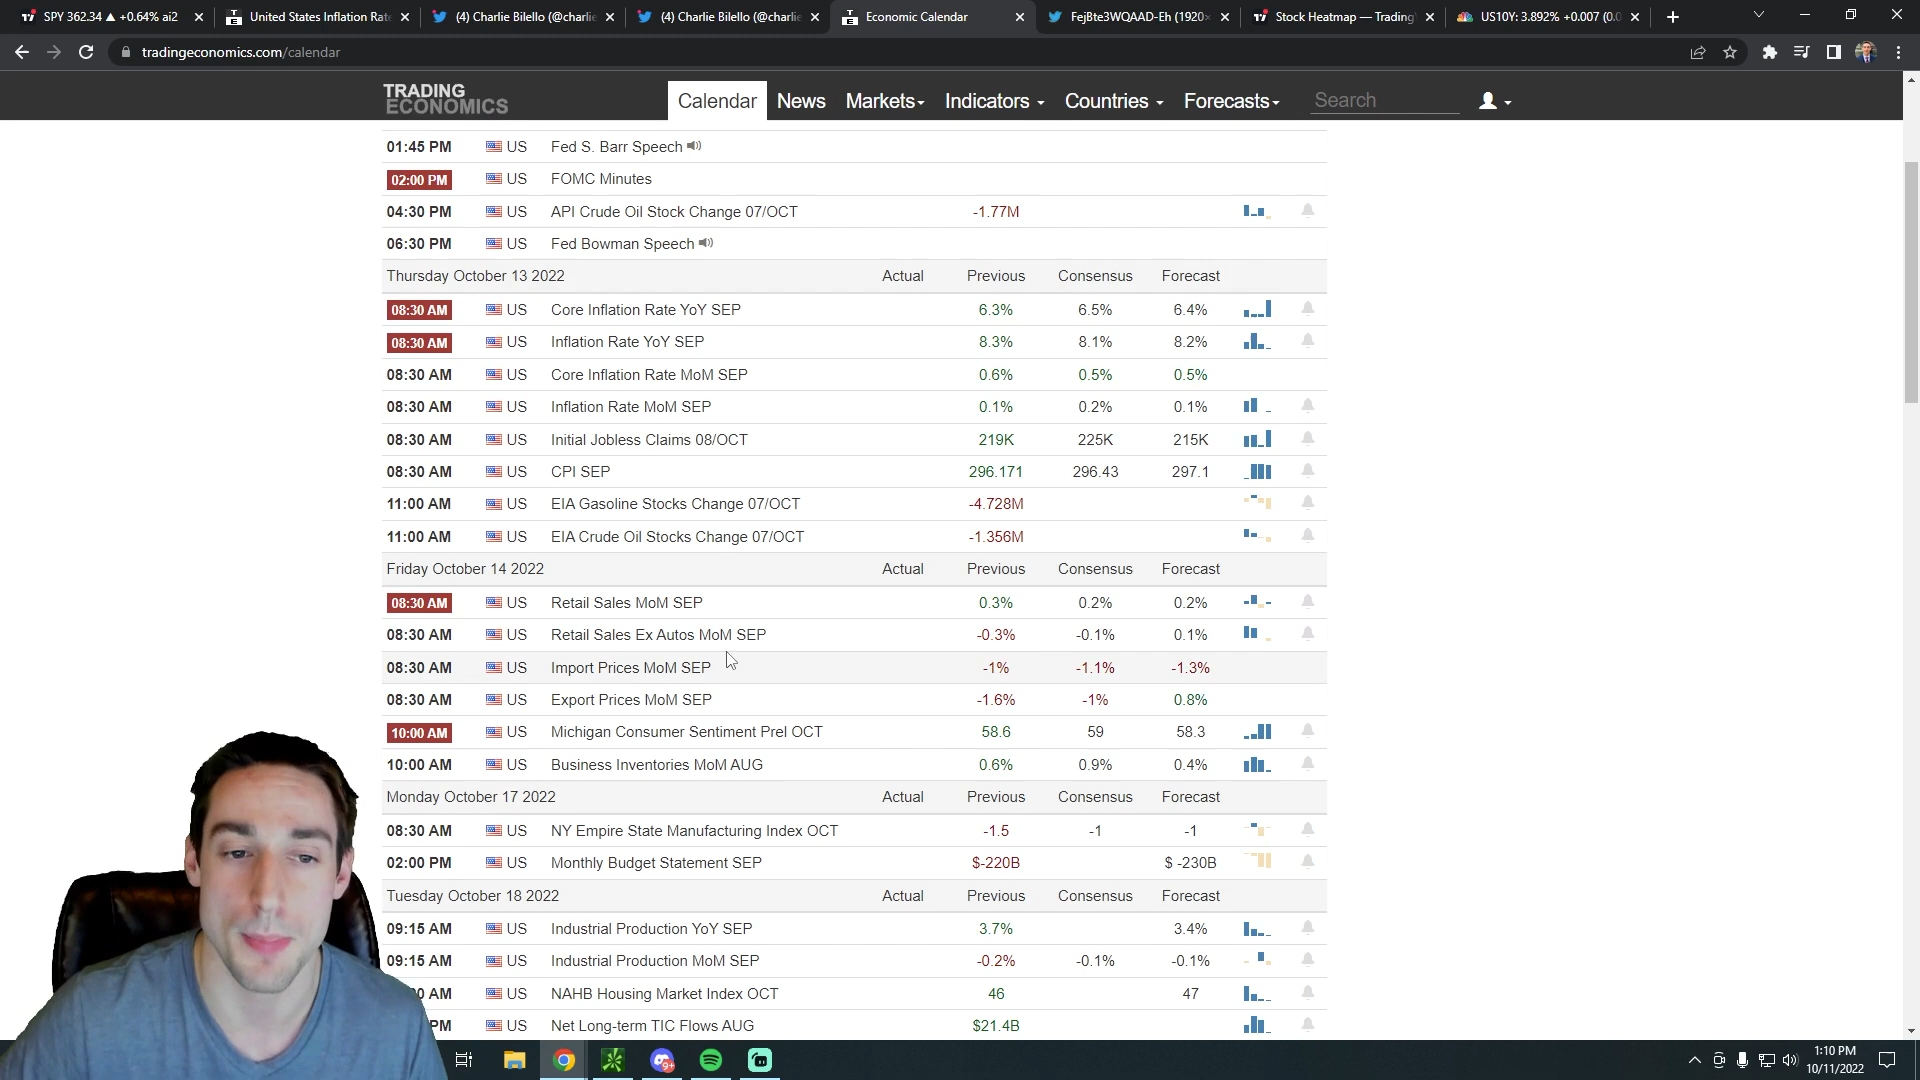 SPY 362.34 ▲ +0.64% ai2
United States Inflation Rate
(4) Charlie Bilello (@charlie
(4) Charlie Bilello (@charlie
Economic Calendar
FejBte3WQAAD-Eh (1920×
Stock Heatmap — Trading
US10Y: 3.892% +0.007 (0.0
tradingeconomics.com/calendar
TRADING
ECONOMICS
Calendar News Markets Indicators Countries Forecasts Search
01:45 PM US Fed S. Barr Speech
02:00 PM US FOMC Minutes
04:30 PM US API Crude Oil Stock Change 07/OCT -1.77M
06:30 PM US Fed Bowman Speech
Thursday October 13 2022 Actual Previous Consensus Forecast
08:30 AM US Core Inflation Rate YoY SEP 6.3% 6.5% 6.4%
08:30 AM US Inflation Rate YoY SEP 8.3% 8.1% 8.2%
08:30 AM US Core Inflation Rate MoM SEP 0.6% 0.5% 0.5%
08:30 AM US Inflation Rate MoM SEP 0.1% 0.2% 0.1%
08:30 AM US Initial Jobless Claims 08/OCT 219K 225K 215K
08:30 AM US CPI SEP 296.171 296.43 297.1
11:00 AM US EIA Gasoline Stocks Change 07/OCT -4.728M
11:00 AM US EIA Crude Oil Stocks Change 07/OCT -1.356M
Friday October 14 2022 Actual Previous Consensus Forecast
08:30 AM US Retail Sales MoM SEP 0.3% 0.2% 0.2%
08:30 AM US Retail Sales Ex Autos MoM SEP -0.3% -0.1% 0.1%
08:30 AM US Import Prices MoM SEP -1% -1.1% -1.3%
08:30 AM US Export Prices MoM SEP -1.6% -1% 0.8%
10:00 AM US Michigan Consumer Sentiment Prel OCT 58.6 59 58.3
10:00 AM US Business Inventories MoM AUG 0.6% 0.9% 0.4%
Monday October 17 2022 Actual Previous Consensus Forecast
08:30 AM US NY Empire State Manufacturing Index OCT -1.5 -1 -1
02:00 PM US Monthly Budget Statement SEP $-220B $ -230B
Tuesday October 18 2022 Actual Previous Consensus Forecast
09:15 AM US Industrial Production YoY SEP 3.7% 3.4%
09:15 AM US Industrial Production MoM SEP -0.2% -0.1% -0.1%
0 AM US NAHB Housing Market Index OCT 46 47
PM US Net Long-term TIC Flows AUG $21.4B
1:10 PM
10/11/2022